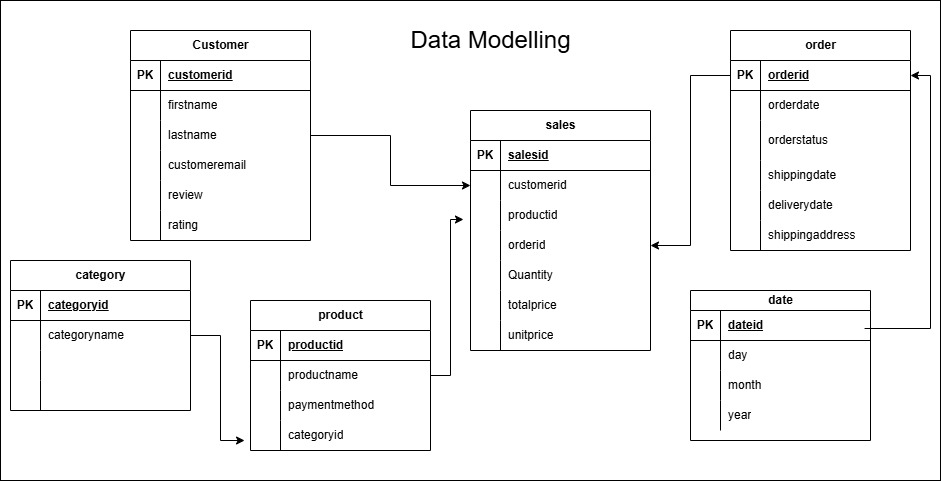 Data Modelling
Customer
PK customerid
firstname
lastname
customeremail
review
rating
sales
PK salesid
customerid
productid
orderid
Quantity
totalprice
unitprice
order
PK orderid
orderdate
orderstatus
shippingdate
deliverydate
shippingaddress
category
PK categoryid
categoryname
product
PK productid
productname
paymentmethod
categoryid
date
PK dateid
day
month
year